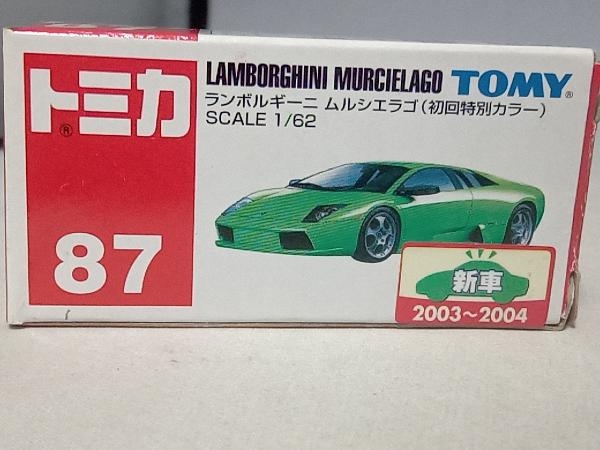 トミカ®
87
LAMBORGHINI MURCIELAGO TOMY®
ランボルギーニ ムルシエラゴ(初回特別カラー)
SCALE 1/62
新車
2003~2004